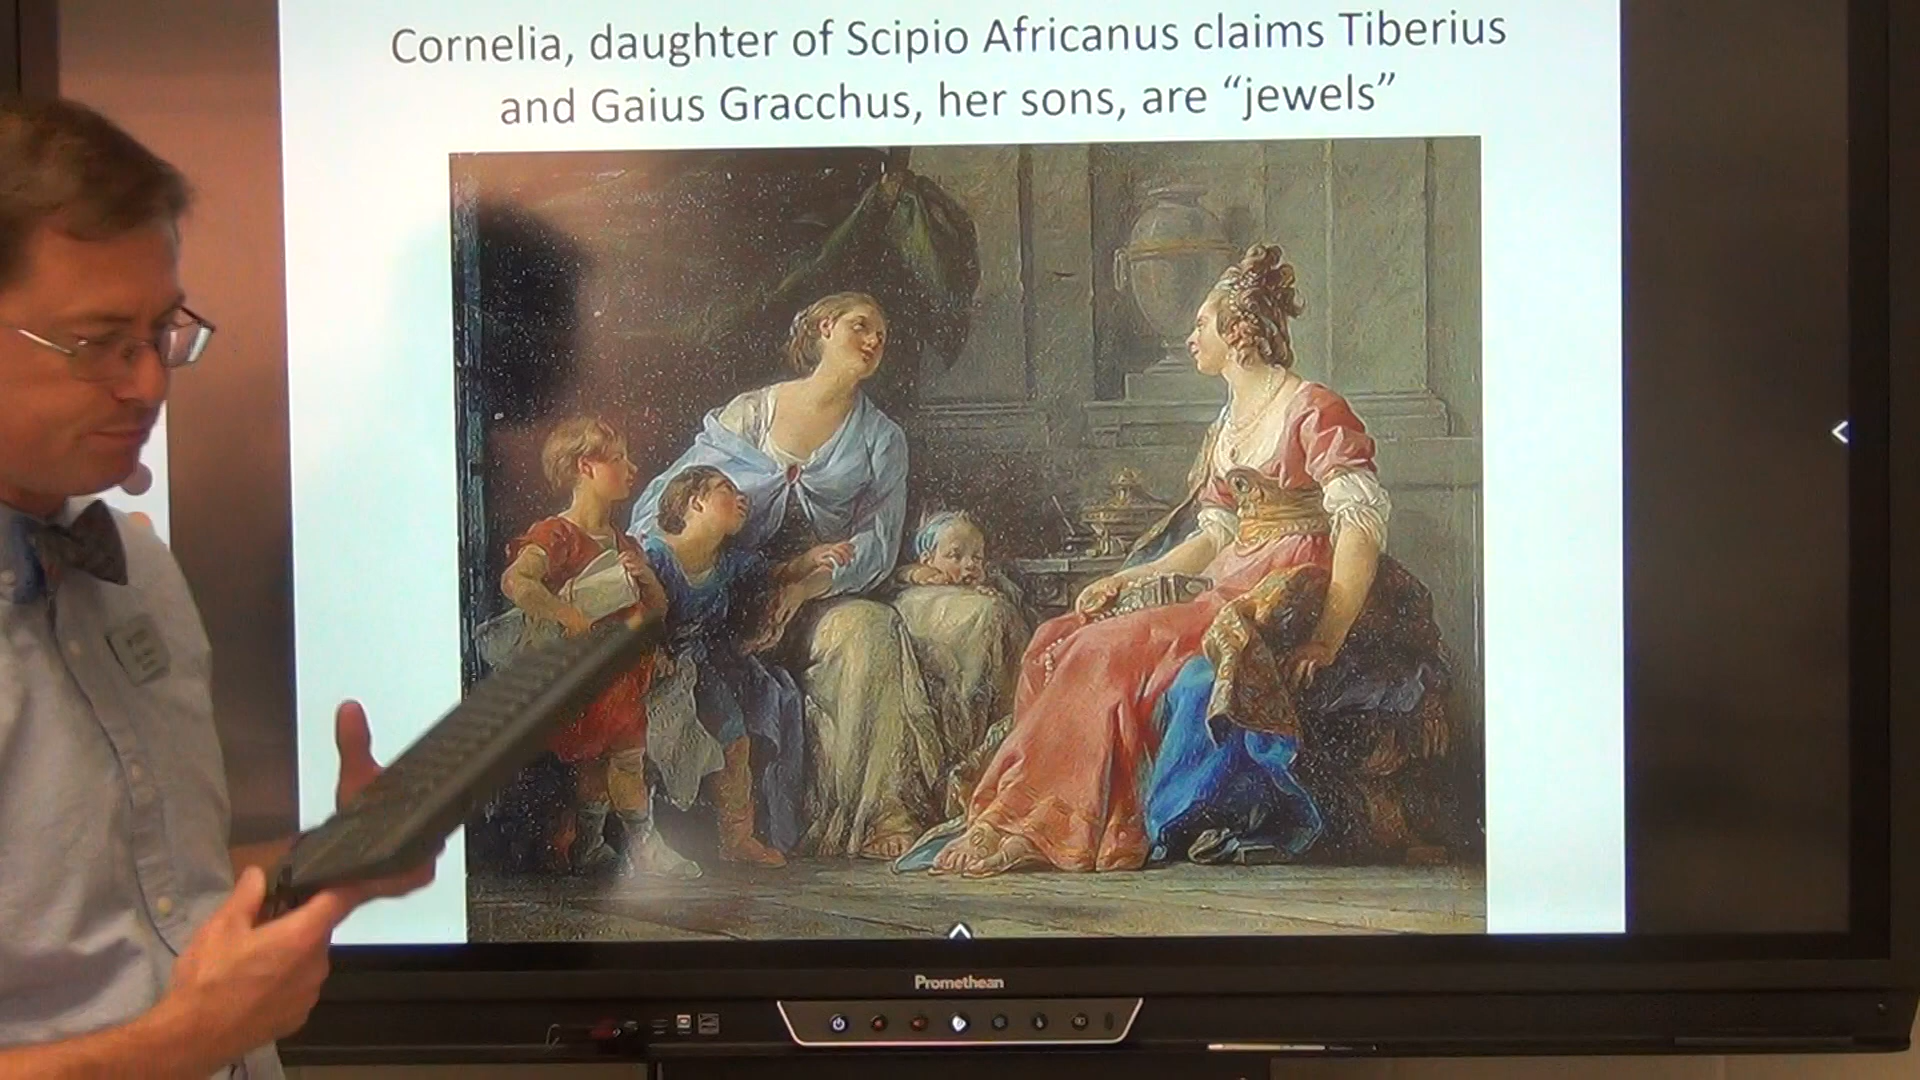 Cornelia, daughter of Scipio Africanus claims Tiberius
and Gaius Gracchus, her sons, are “jewels”
Promethean